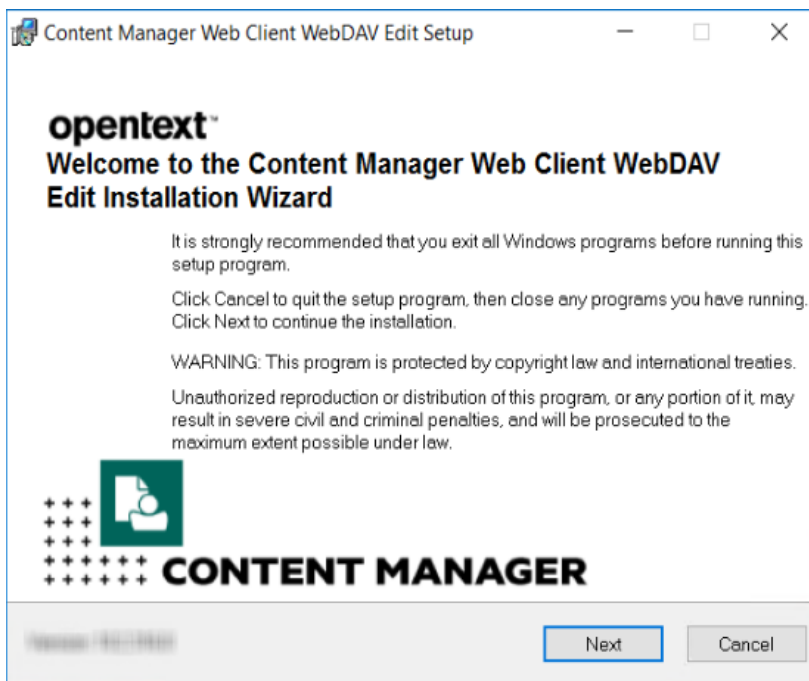 Content Manager Web Client WebDAV Edit Setup
opentext™
Welcome to the Content Manager Web Client WebDAV
Edit Installation Wizard
It is strongly recommended that you exit all Windows programs before running this
setup program.
Click Cancel to quit the setup program, then close any programs you have running.
Click Next to continue the installation.
WARNING: This program is protected by copyright law and international treaties.
Unauthorized reproduction or distribution of this program, or any portion of it, may
result in severe civil and criminal penalties, and will be prosecuted to the
maximum extent possible under law.
CONTENT MANAGER
Next Cancel